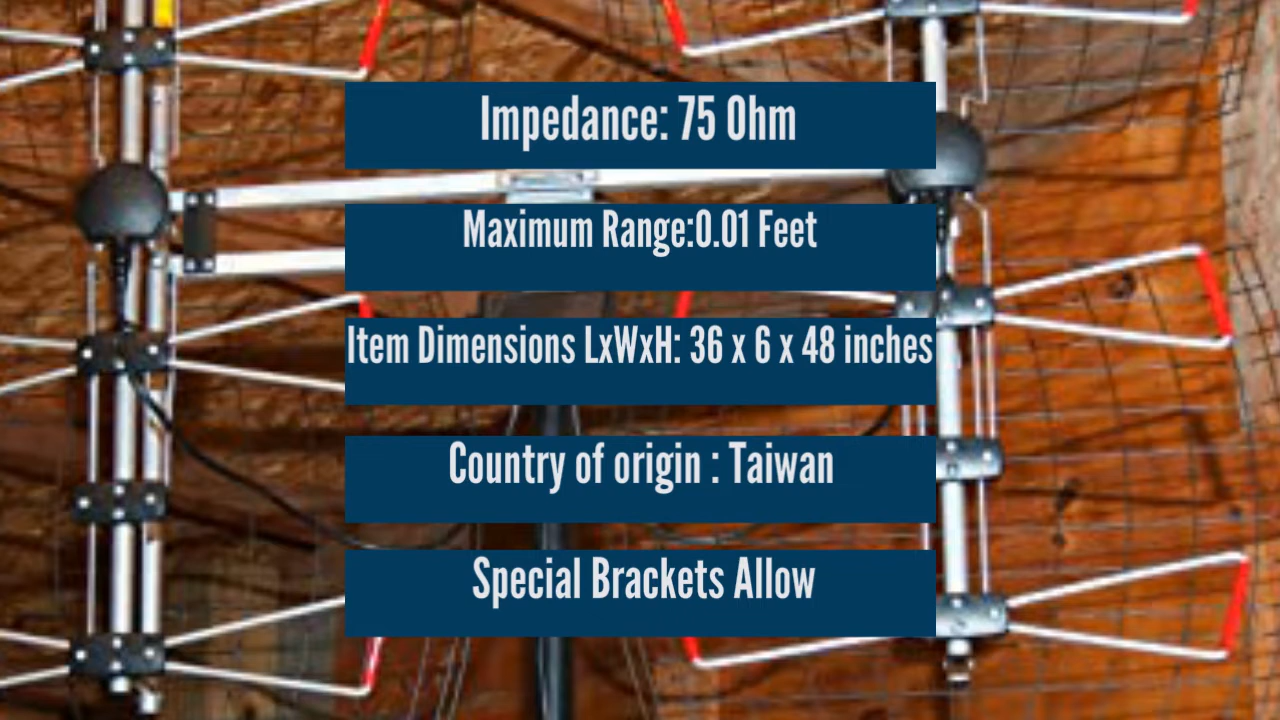 Impedance: 75 Ohm
Maximum Range:0.01 Feet
Item Dimensions LxWxH: 36 x 6 x 48 inches
Country of origin : Taiwan
Special Brackets Allow